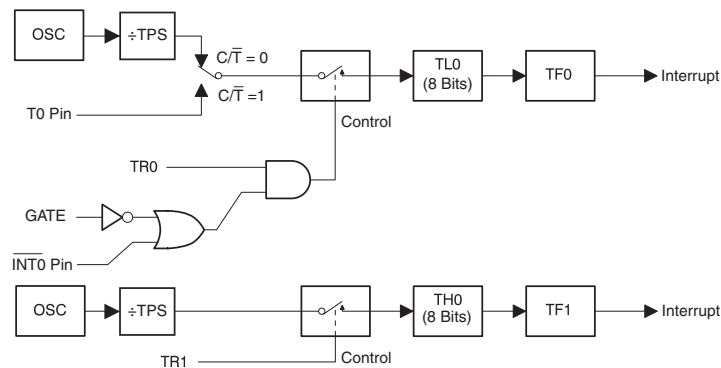 OSC
÷TPS
C/T̅ = 0
TL0
(8 Bits)
TF0
Interrupt
C/T̅ =1
T0 Pin
Control
TR0
GATE
I̅N̅T̅0̅ Pin
OSC
÷TPS
TH0
(8 Bits)
TF1
Interrupt
TR1
Control